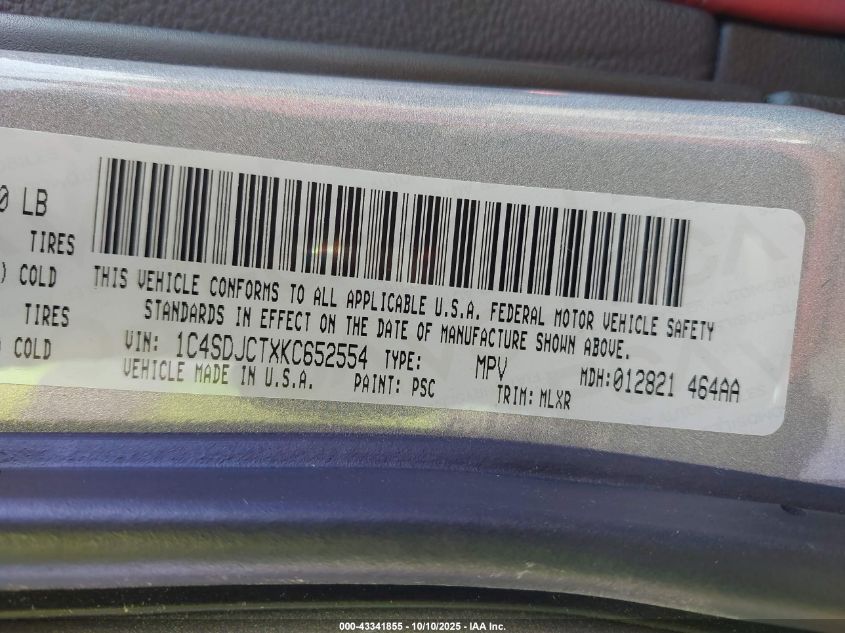 0 LB
TIRES
) COLD
TIRES
COLD
THIS VEHICLE CONFORMS TO ALL APPLICABLE U.S.A. FEDERAL MOTOR VEHICLE SAFETY
STANDARDS IN EFFECT ON THE DATE OF MANUFACTURE SHOWN ABOVE.
VIN: 1C4SDJCTXKC652554 TYPE: MPV MDH:012821 464AA
VEHICLE MADE IN U.S.A. PAINT: PSC TRIM: MLXR
000-43341855 - 10/10/2025 - IAA Inc.